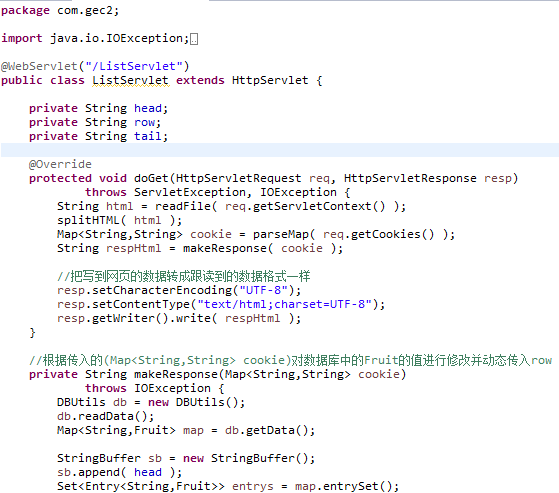 package com.gec2;
import java.io.IOException;
@WebServlet("/ListServlet")
public class ListServlet extends HttpServlet {
private String head;
private String row;
private String tail;
@Override
protected void doGet(HttpServletRequest req, HttpServletResponse resp)
throws ServletException, IOException {
String html = readFile( req.getServletContext() );
splitHTML( html );
Map<String,String> cookie = parseMap( req.getCookies() );
String respHtml = makeResponse( cookie );
//把写到网页的数据转成跟读到的数据格式一样
resp.setCharacterEncoding("UTF-8");
resp.setContentType("text/html;charset=UTF-8");
resp.getWriter().write( respHtml );
}
//根据传入的(Map<String,String> cookie)对数据库中的Fruit的值进行修改并动态传入row
private String makeResponse(Map<String,String> cookie)
throws IOException {
DBUtils db = new DBUtils();
db.readData();
Map<String,Fruit> map = db.getData();
StringBuffer sb = new StringBuffer();
sb.append( head );
Set<Entry<String,Fruit>> entrys = map.entrySet();